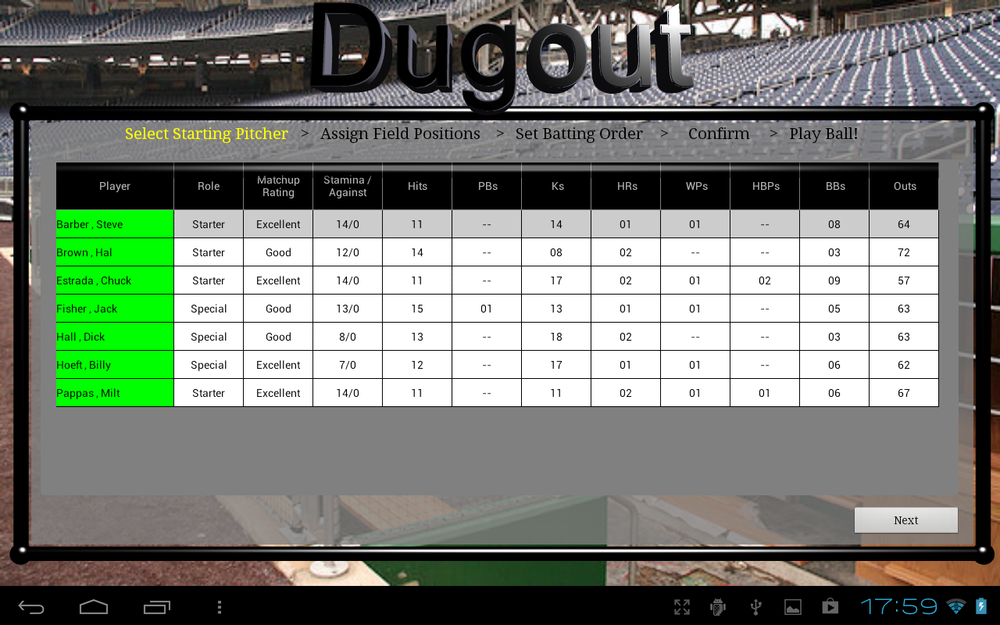 Dugout
Select Starting Pitcher > Assign Field Positions > Set Batting Order > Confirm > Play Ball!
Player Role Matchup Rating Stamina / Against Hits PBs Ks HRs WPs HBPs BBs Outs
Barber , Steve Starter Excellent 14/0 11 -- 14 01 01 -- 08 64
Brown , Hal Starter Good 12/0 14 -- 08 02 -- -- 03 72
Estrada , Chuck Starter Excellent 14/0 11 -- 17 02 01 02 09 57
Fisher , Jack Special Good 13/0 15 01 13 01 01 -- 05 63
Hall , Dick Special Good 8/0 13 -- 18 02 -- -- 03 63
Hoeft , Billy Special Excellent 7/0 12 -- 17 01 01 -- 06 62
Pappas , Milt Starter Excellent 14/0 11 -- 11 02 01 01 06 67
Next
17:59